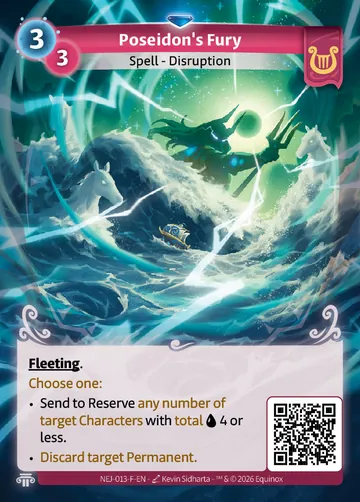 3
3
Poseidon's Fury
Spell - Disruption
Fleeting.
Choose one:
• Send to Reserve any number of
target Characters with total 4 or
less.
• Discard target Permanent.
NEJ-013-F-EN - Kevin Sidharta - ™ & © 2026 Equinox